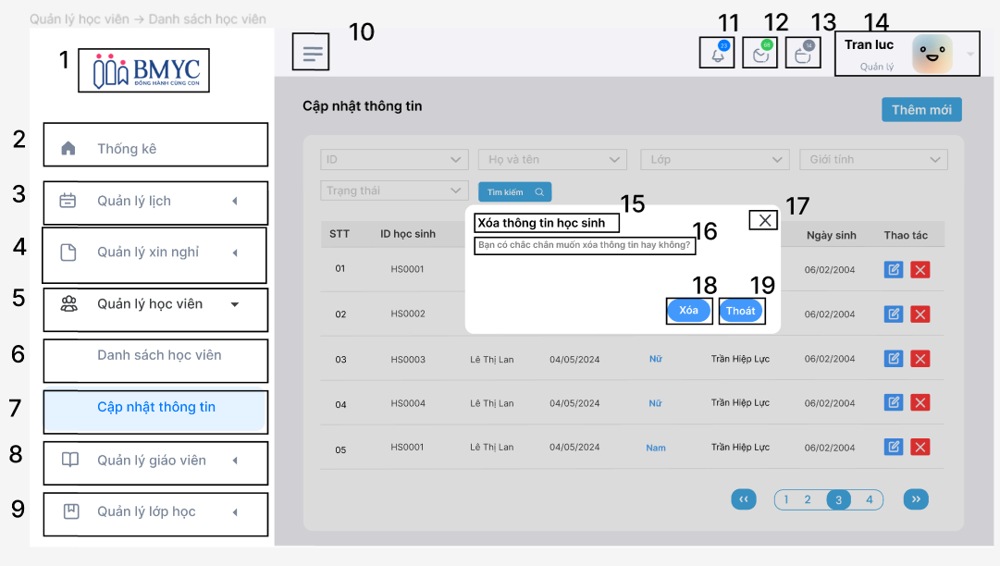 Quản lý học viên → Danh sách học viên
1
BMYC
ĐỒNG HÀNH CÙNG CON
2
Thống kê
3
Quản lý lịch
4
Quản lý xin nghỉ
5
Quản lý học viên
6
Danh sách học viên
7
Cập nhật thông tin
8
Quản lý giáo viên
9
Quản lý lớp học
10
11
23
12
68
13
14
14
Tran luc
Quản lý
Cập nhật thông tin
Thêm mới
ID
Họ và tên
Lớp
Giới tính
Trạng thái
Tìm kiếm
15
Xóa thông tin học sinh
16
Bạn có chắc chắn muốn xóa thông tin hay không?
17
18
Xóa
19
Thoát
STT ID học sinh Ngày sinh Thao tác
01 HS0001 06/02/2004
02 HS0002 06/02/2004
03 HS0003 Lê Thị Lan 04/05/2024 Nữ Trần Hiệp Lực 06/02/2004
04 HS0004 Lê Thị Lan 04/05/2024 Nữ Trần Hiệp Lực 06/02/2004
05 HS0001 Lê Thị Lan 04/05/2024 Nam Trần Hiệp Lực 06/02/2004
‹‹ 1 2 3 4 ››